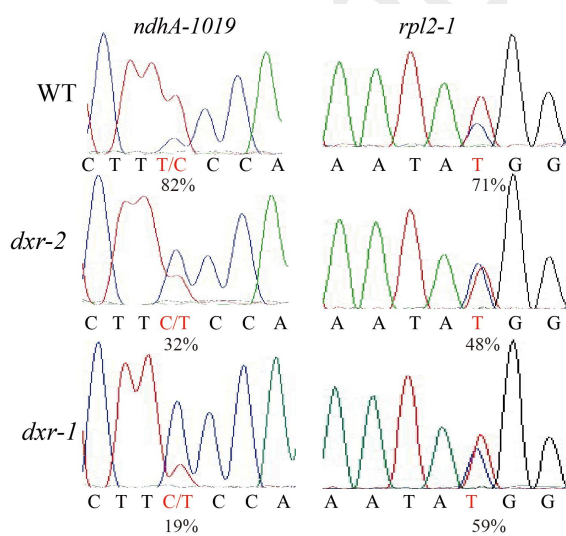 ndhA-1019 rpl2-1
WT
C T T T/C C C A A A T A T G G
82% 71%
dxr-2
C T T C/T C C A A A T A T G G
32% 48%
dxr-1
C T T C/T C C A A A T A T G G
19% 59%